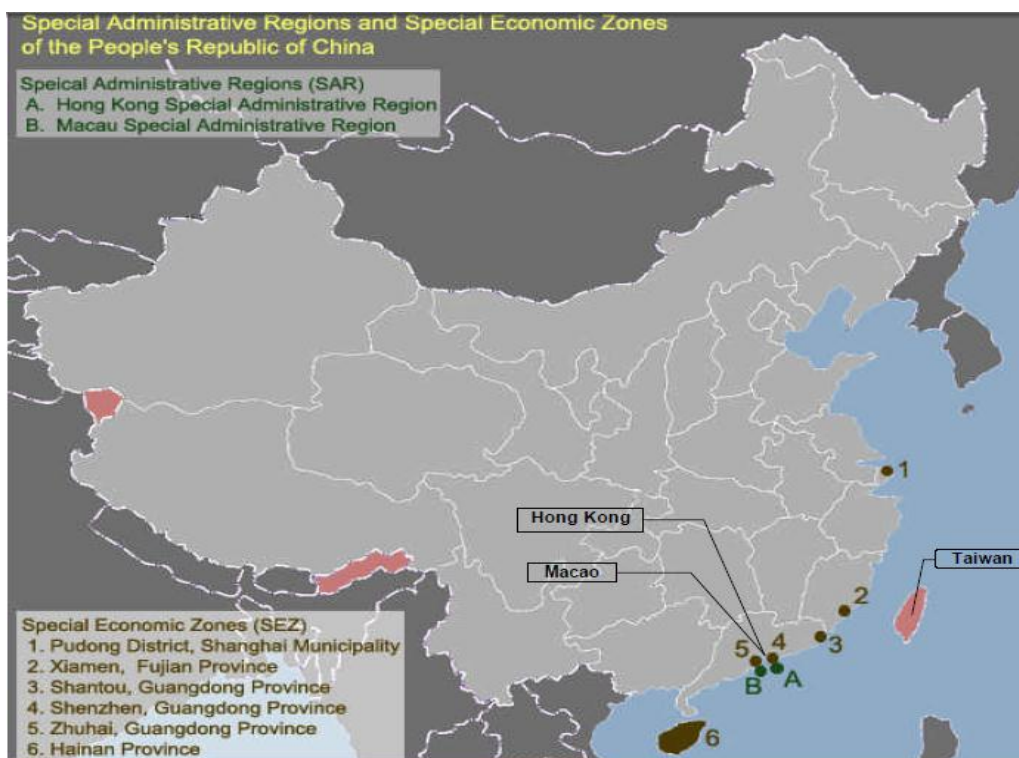 Special Administrative Regions and Special Economic Zones
of the People's Republic of China
Speical Administrative Regions (SAR)
A. Hong Kong Special Administrative Region
B. Macau Special Administrative Region
1
Hong Kong
Taiwan
Macao
2
3
4
5
A
B
6
Special Economic Zones (SEZ)
1. Pudong District, Shanghai Municipality
2. Xiamen, Fujian Province
3. Shantou, Guangdong Province
4. Shenzhen, Guangdong Province
5. Zhuhai, Guangdong Province
6. Hainan Province